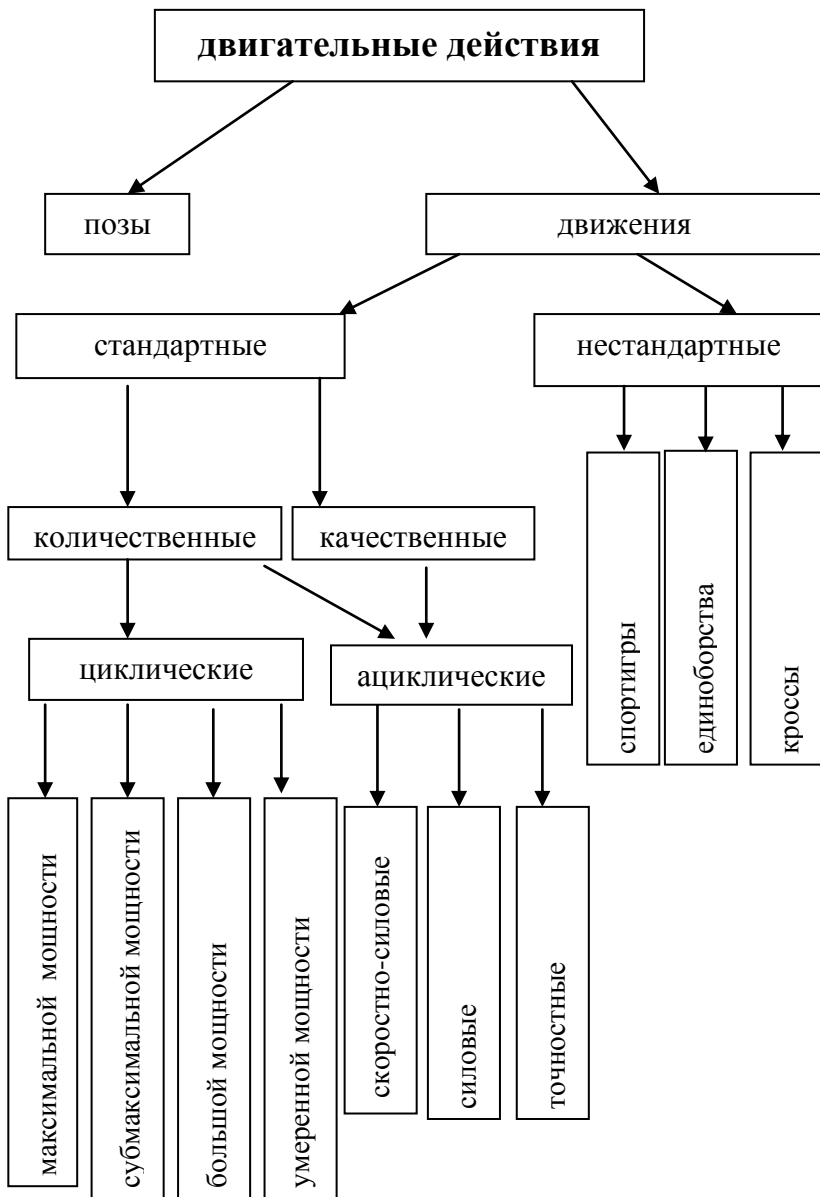 двигательные действия
позы
движения
стандартные
нестандартные
количественные
качественные
циклические
ациклические
спортигры
единоборства
кроссы
максимальной мощности
субмаксимальной мощности
большой мощности
умеренной мощности
скоростно-силовые
силовые
точностные